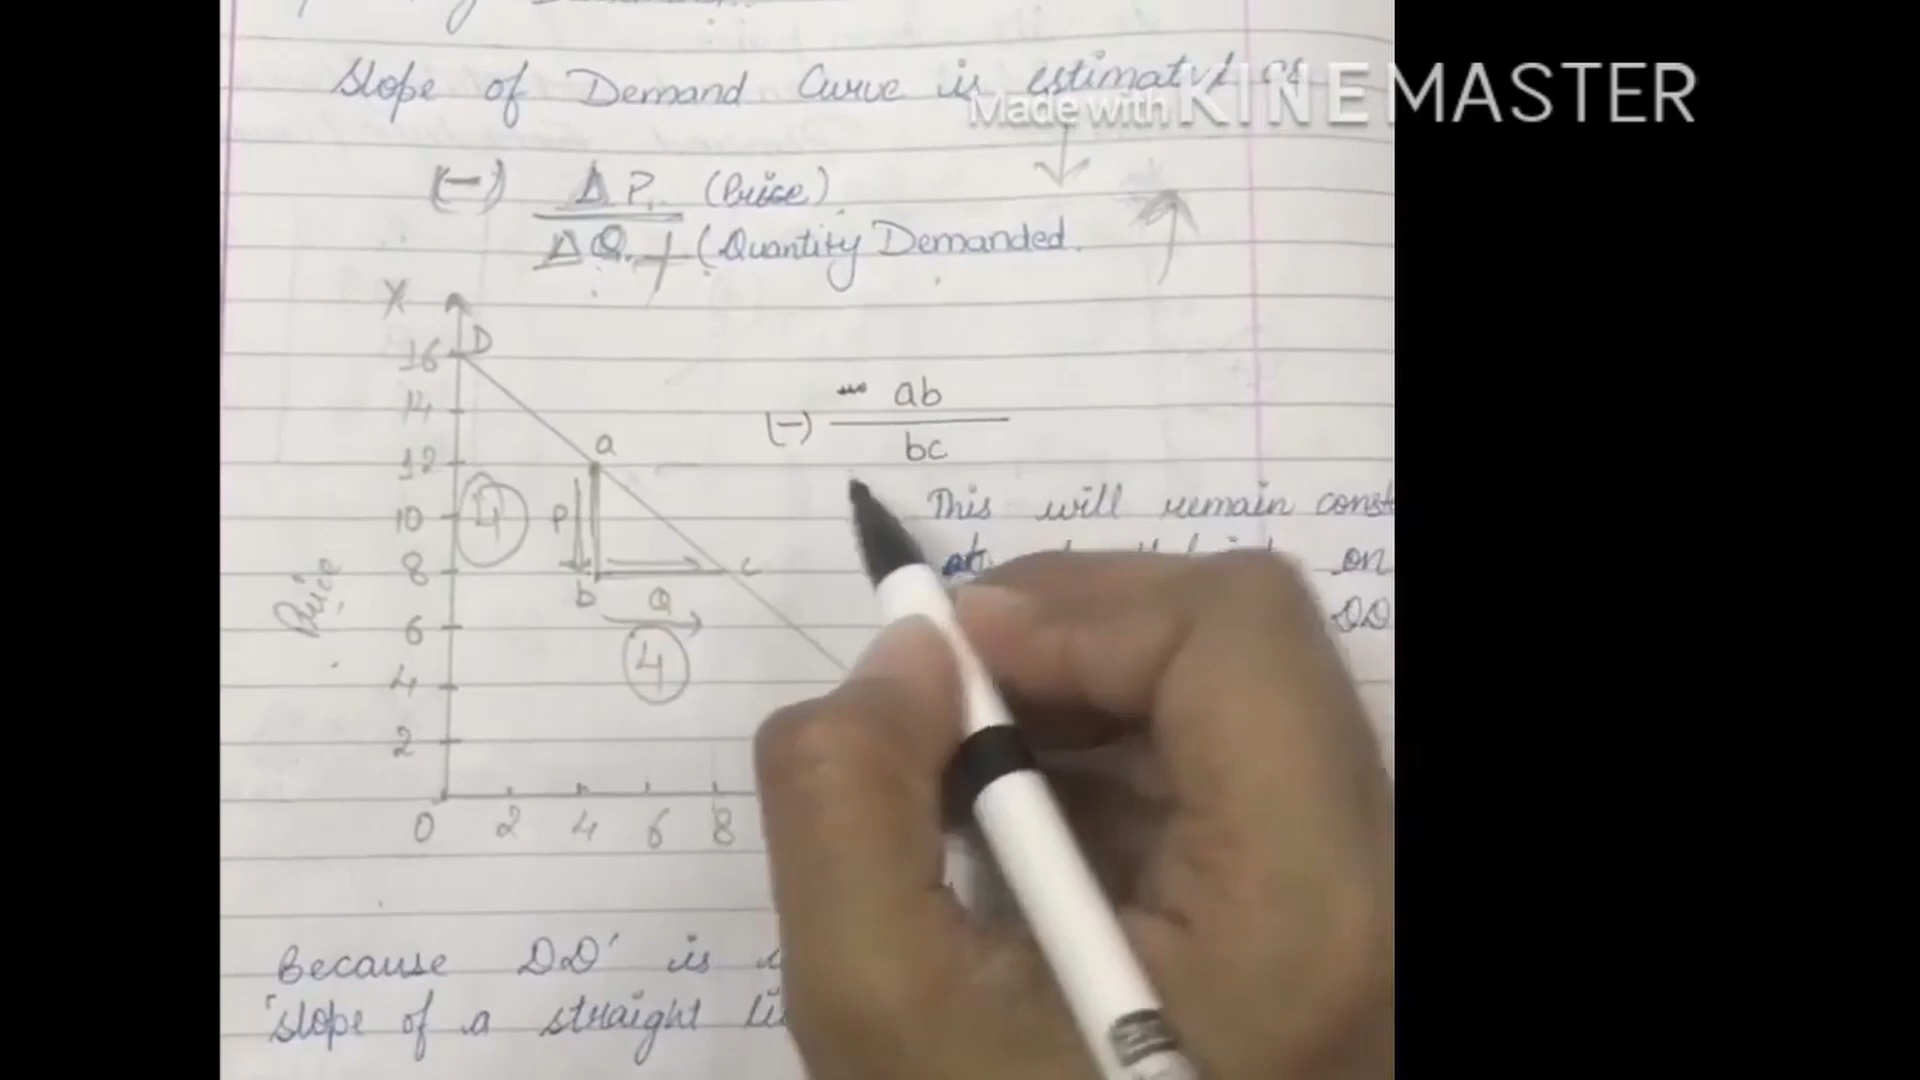 Slope of Demand Curve is estimated as
Made with KINEMASTER
(-) ΔP (Price)
ΔQ (Quantity Demanded.
X
D
16
14
12
10
8
6
4
2
0 2 4 6 8
Price
a
4
P
b
c
Q
4
(-) ab
bc
This will remain const
at on
DD
Because DD' is
slope of a straight